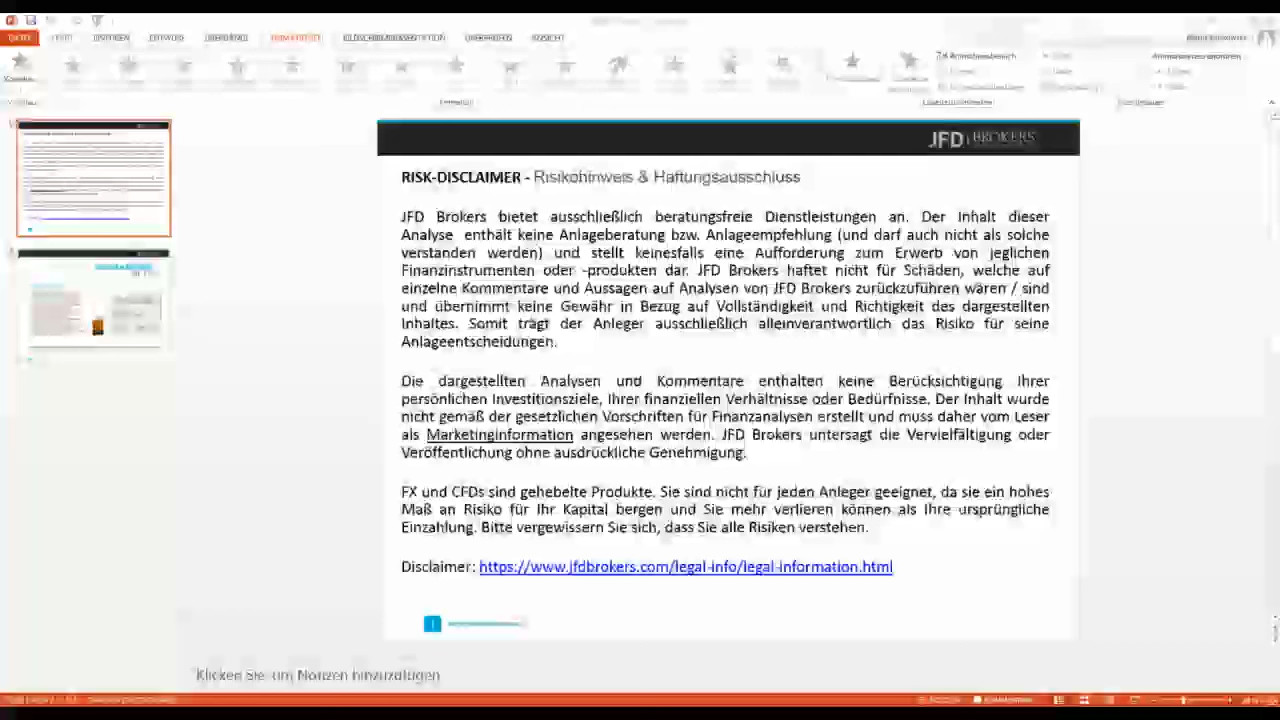 DATEI
START
EINFÜGEN
ENTWURF
ÜBERGÄNGE
ANIMATIONEN
BILDSCHIRMPRÄSENTATION
ÜBERPRÜFEN
ANSICHT
JFD BROKERS
RISK-DISCLAIMER - Risikohinweis & Haftungsausschluss
JFD Brokers bietet ausschließlich beratungsfreie Dienstleistungen an. Der Inhalt dieser
Analyse enthält keine Anlageberatung bzw. Anlageempfehlung (und darf auch nicht als solche
verstanden werden) und stellt keinesfalls eine Aufforderung zum Erwerb von jeglichen
Finanzinstrumenten oder -produkten dar. JFD Brokers haftet nicht für Schäden, welche auf
einzelne Kommentare und Aussagen auf Analysen von JFD Brokers zurückzuführen wären / sind
und übernimmt keine Gewähr in Bezug auf Vollständigkeit und Richtigkeit des dargestellten
Inhaltes. Somit trägt der Anleger ausschließlich alleinverantwortlich das Risiko für seine
Anlageentscheidungen.
Die dargestellten Analysen und Kommentare enthalten keine Berücksichtigung Ihrer
persönlichen Investitionsziele, Ihrer finanziellen Verhältnisse oder Bedürfnisse. Der Inhalt wurde
nicht gemäß der gesetzlichen Vorschriften für Finanzanalysen erstellt und muss daher vom Leser
als Marketinginformation angesehen werden. JFD Brokers untersagt die Vervielfältigung oder
Veröffentlichung ohne ausdrückliche Genehmigung.
FX und CFDs sind gehebelte Produkte. Sie sind nicht für jeden Anleger geeignet, da sie ein hohes
Maß an Risiko für Ihr Kapital bergen und Sie mehr verlieren können als Ihre ursprüngliche
Einzahlung. Bitte vergewissern Sie sich, dass Sie alle Risiken verstehen.
Disclaimer: https://www.jfdbrokers.com/legal-info/legal-information.html
1
Klicken Sie, um Notizen hinzuzufügen